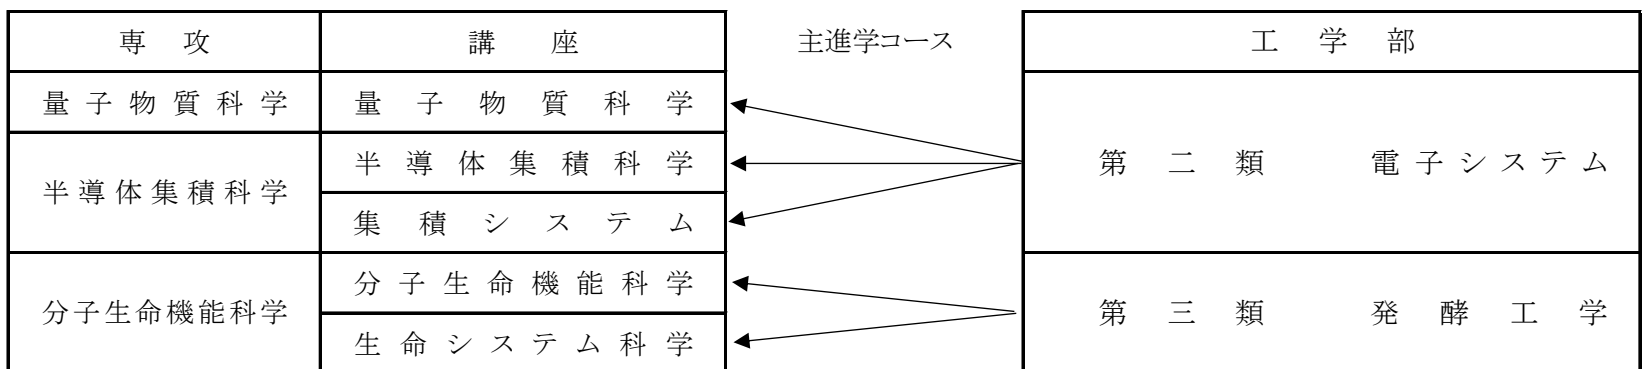 専攻 講座 主進学コース 工学部
量子物質科学 量子物質科学
半導体集積科学 第二類 電子システム
半導体集積科学
集積システム
分子生命機能科学
分子生命機能科学 第三類 発酵工学
生命システム科学